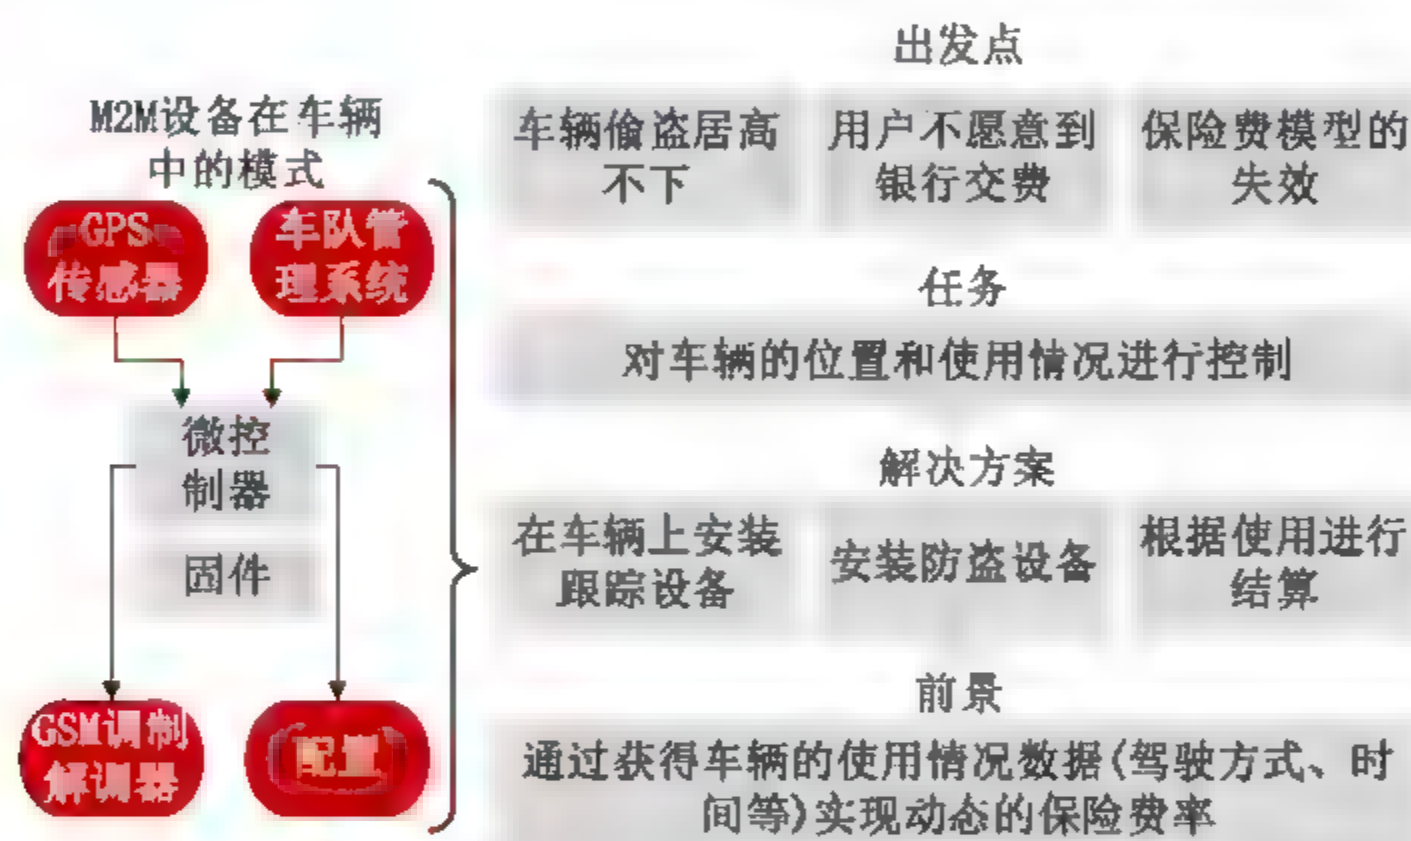 M2M设备在车辆
中的模式
GPS
传感器
车队管
理系统
微控
制器
固件
GSM调制
解调器
配置
出发点
车辆偷盗居高
不下
用户不愿意到
银行交费
保险费模型的
失效
任务
对车辆的位置和使用情况进行控制
解决方案
在车辆上安装
跟踪设备
安装防盗设备
根据使用进行
结算
前景
通过获得车辆的使用情况数据(驾驶方式、时
间等)实现动态的保险费率